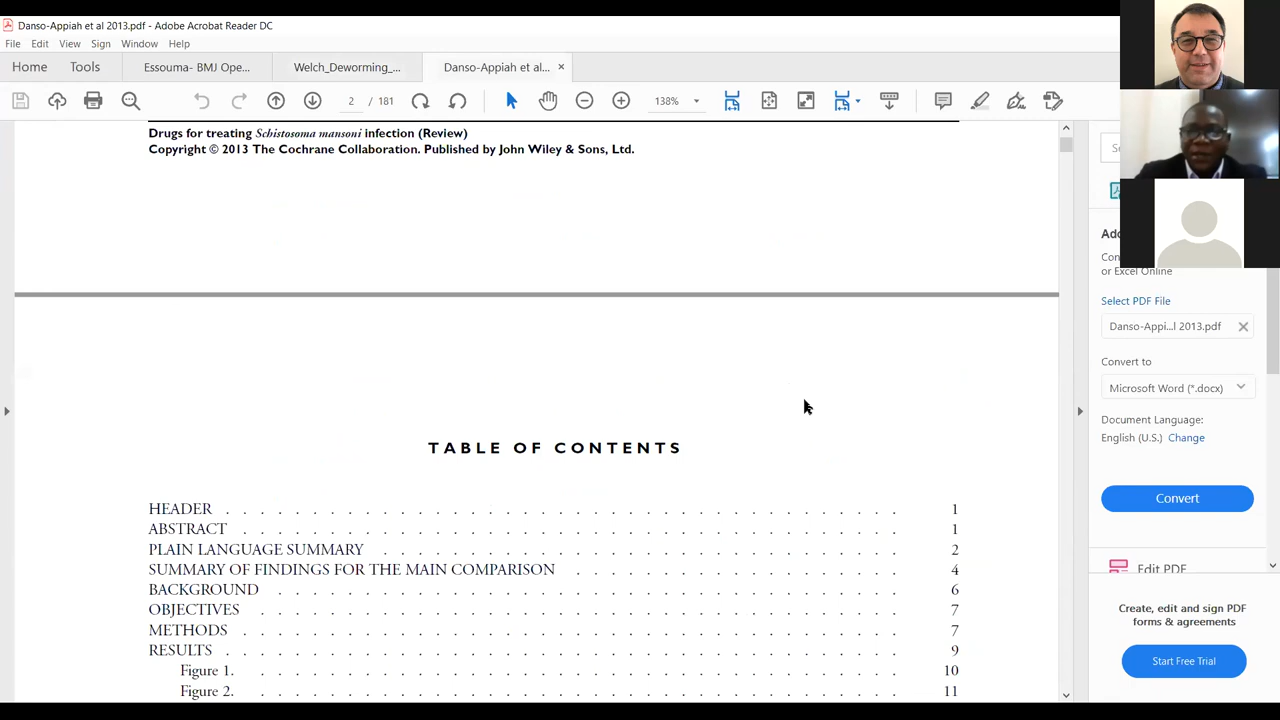 Danso-Appiah et al 2013.pdf - Adobe Acrobat Reader DC
File Edit View Sign Window Help
Home Tools Essouma- BMJ Ope... Welch_Deworming_... Danso-Appiah et al... ×
2 / 181 138%
Drugs for treating Schistosoma mansoni infection (Review)
Copyright © 2013 The Cochrane Collaboration. Published by John Wiley & Sons, Ltd.
TABLE OF CONTENTS
HEADER . . . . . . . . . . . . . . . . . . . . . . . . . . . . . . . . . . . . . . . 1
ABSTRACT . . . . . . . . . . . . . . . . . . . . . . . . . . . . . . . . . . . . . . 1
PLAIN LANGUAGE SUMMARY . . . . . . . . . . . . . . . . . . . . . . . . . . . . . . 2
SUMMARY OF FINDINGS FOR THE MAIN COMPARISON . . . . . . . . . . . . . . . . . . 4
BACKGROUND . . . . . . . . . . . . . . . . . . . . . . . . . . . . . . . . . . . . 6
OBJECTIVES . . . . . . . . . . . . . . . . . . . . . . . . . . . . . . . . . . . . . 7
METHODS . . . . . . . . . . . . . . . . . . . . . . . . . . . . . . . . . . . . . . 7
RESULTS . . . . . . . . . . . . . . . . . . . . . . . . . . . . . . . . . . . . . . . 9
Figure 1. . . . . . . . . . . . . . . . . . . . . . . . . . . . . . . . . . . . . . 10
Figure 2. . . . . . . . . . . . . . . . . . . . . . . . . . . . . . . . . . . . . . 11
or Excel Online
Select PDF File
Danso-Appi...l 2013.pdf
Convert to
Microsoft Word (*.docx)
Document Language:
English (U.S.) Change
Convert
Edit PDF
Create, edit and sign PDF
forms & agreements
Start Free Trial